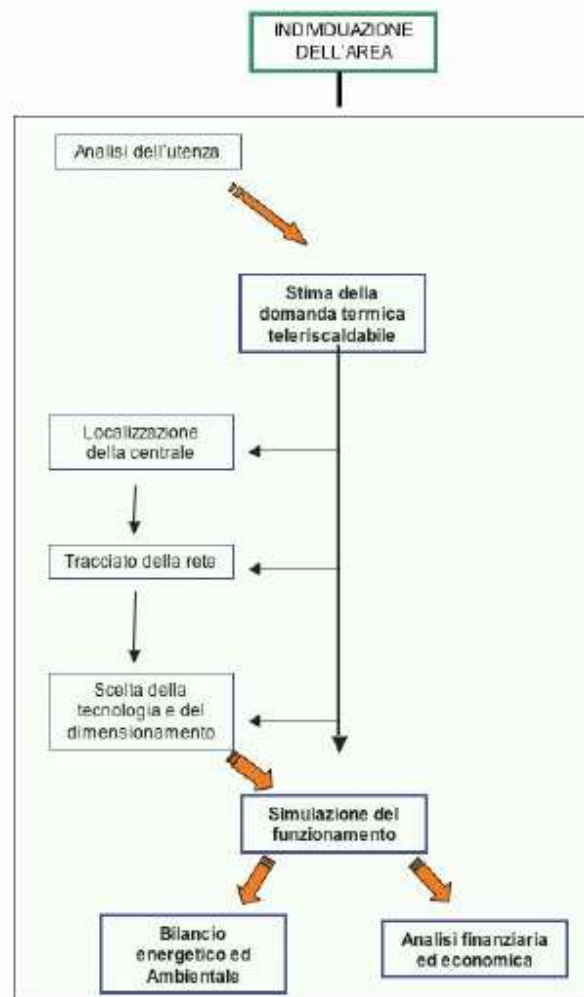 INDIVIDUAZIONE
DELL'AREA
Analisi dell'utenza
Stima della
domanda termica
teleriscaldabile
Localizzazione
della centrale
Tracciato della rete
Scelta della
tecnologia e del
dimensionamento
Simulazione del
funzionamento
Bilancio
energetico ed
Ambientale
Analisi finanziaria
ed economica